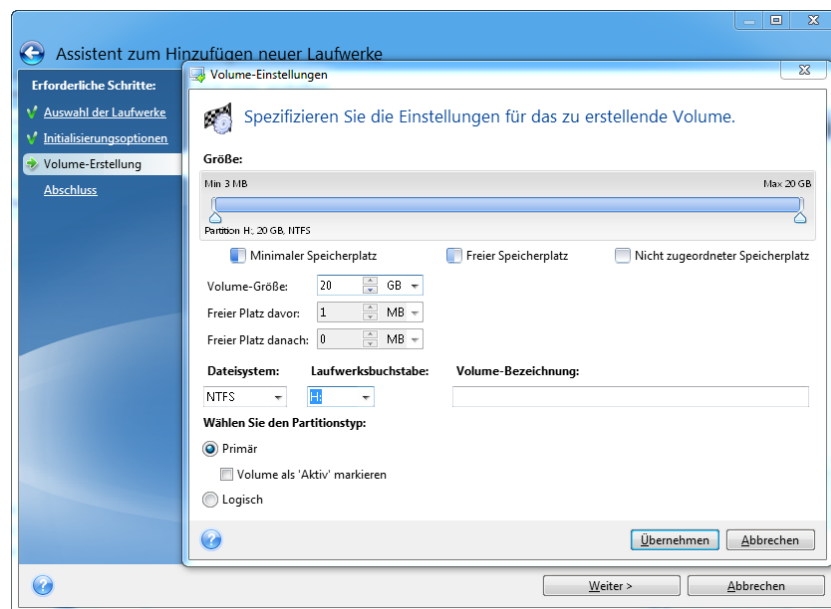 Assistent zum Hinzufügen neuer Laufwerke
Erforderliche Schritte:
Auswahl der Laufwerke
Initialisierungsoptionen
Volume-Erstellung
Abschluss
Volume-Einstellungen
Spezifizieren Sie die Einstellungen für das zu erstellende Volume.
Größe:
Min 3 MB Max 20 GB
Partition H:, 20 GB, NTFS
Minimaler Speicherplatz Freier Speicherplatz Nicht zugeordneter Speicherplatz
Volume-Größe: 20 GB
Freier Platz davor: 1 MB
Freier Platz danach: 0 MB
Dateisystem: Laufwerksbuchstabe: Volume-Bezeichnung:
NTFS H:
Wählen Sie den Partitionstyp:
Primär
Volume als 'Aktiv' markieren
Logisch
Übernehmen Abbrechen
Weiter > Abbrechen